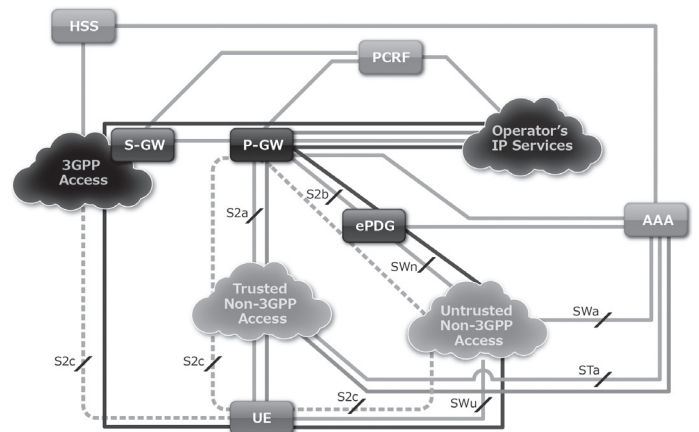 HSS
PCRF
S-GW
P-GW
Operator's
IP Services
3GPP
Access
S2b
S2a
ePDG
AAA
SWn
Trusted
Non-3GPP
Access
Untrusted
Non-3GPP
Access
SWa
S2c
S2c
STa
S2c
SWu
UE